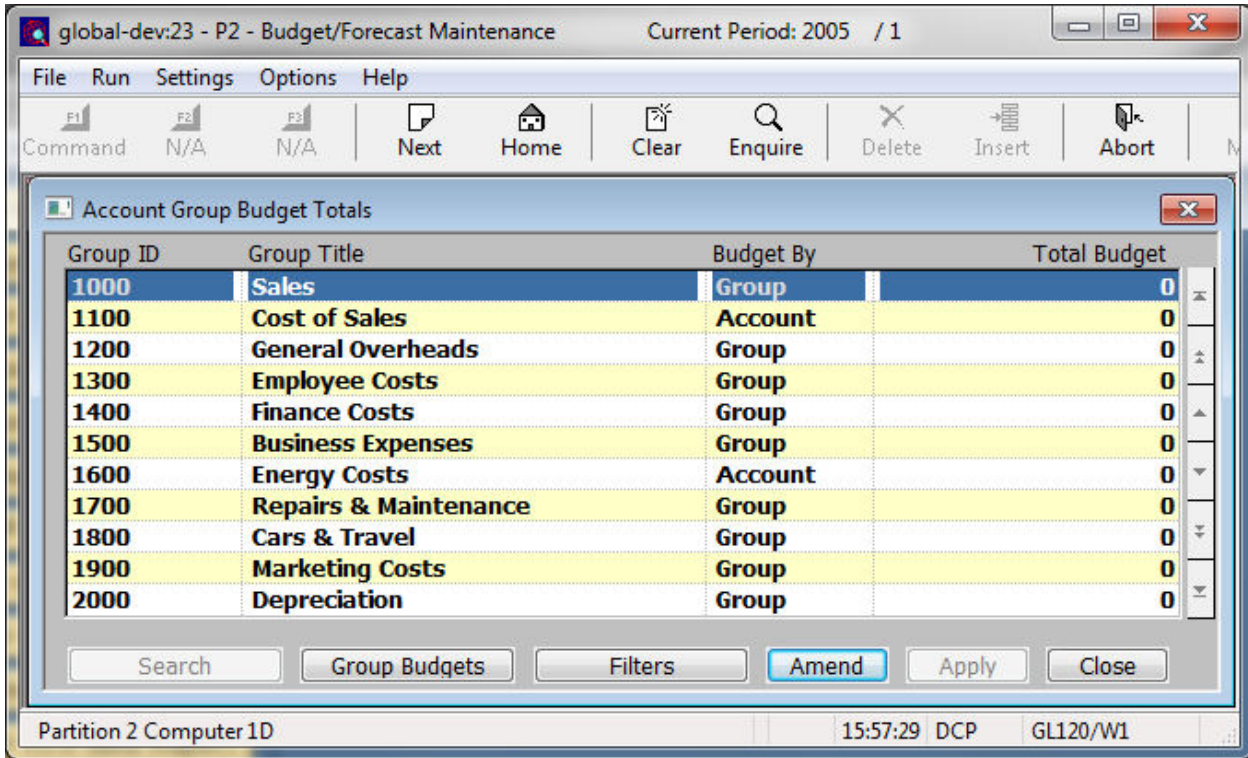 global-dev:23 - P2 - Budget/Forecast Maintenance Current Period: 2005 / 1
File Run Settings Options Help
F1 F2 F3
Command N/A N/A Next Home Clear Enquire Delete Insert Abort
Account Group Budget Totals
Group ID Group Title Budget By Total Budget
1000 Sales Group 0
1100 Cost of Sales Account 0
1200 General Overheads Group 0
1300 Employee Costs Group 0
1400 Finance Costs Group 0
1500 Business Expenses Group 0
1600 Energy Costs Account 0
1700 Repairs & Maintenance Group 0
1800 Cars & Travel Group 0
1900 Marketing Costs Group 0
2000 Depreciation Group 0
Search Group Budgets Filters Amend Apply Close
Partition 2 Computer 1D 15:57:29 DCP GL120/W1